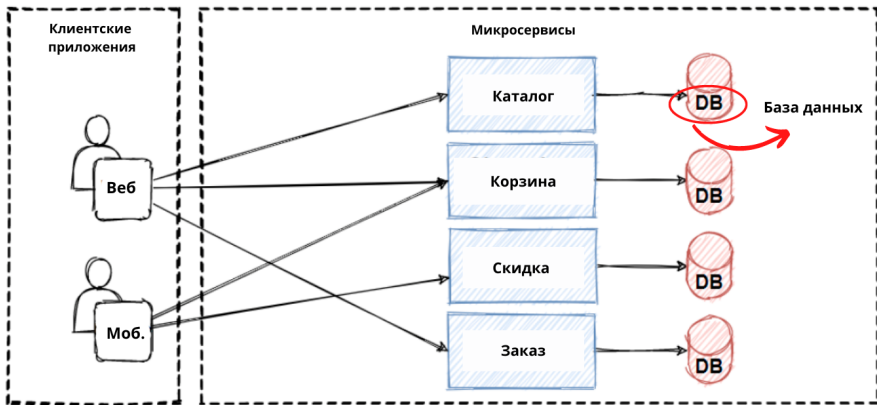 Клиентские
приложения
Микросервисы
Каталог
DB
База данных
Веб
Корзина
DB
Скидка
DB
Моб.
Заказ
DB